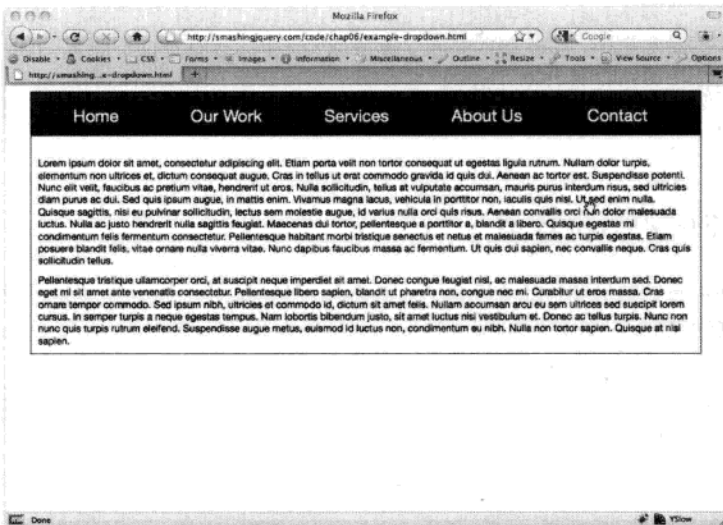 Mozilla Firefox
http://smashingjquery.com/code/chap06/example-dropdown.html
Google
Disable Cookies CSS Forms Images Information Miscellaneous Outline Resize Tools View Source Options
http://smashing...e-dropdown.html
Home Our Work Services About Us Contact
Lorem ipsum dolor sit amet, consectetur adipiscing elit. Etiam porta velit non tortor consequat ut egestas ligula rutrum. Nullam dolor turpis,
elementum non ultrices et, dictum consequat augue. Cras in tellus ut erat commodo gravida id quis dui. Aenean ac tortor est. Suspendisse potenti.
Nunc elit velit, faucibus ac pretium vitae, hendrerit ut eros. Nulla sollicitudin, tellus at vulputate accumsan, mauris purus interdum risus, sed ultricies
diam purus ac dui. Sed quis ipsum augue, in mattis enim. Vivamus magna lacus, vehicula in porttitor non, iaculis quis nisl. Ut sed enim nulla.
Quisque sagittis, nisi eu pulvinar sollicitudin, lectus sem molestie augue, id varius nulla orci quis risus. Aenean convallis orci non dolor malesuada
luctus. Nulla ac justo hendrerit nulla sagittis feugiat. Maecenas dui tortor, pellentesque a porttitor a, blandit a libero. Quisque egestas mi
condimentum felis fermentum consectetur. Pellentesque habitant morbi tristique senectus et netus et malesuada fames ac turpis egestas. Etiam
posuere blandit felis, vitae ornare nulla viverra vitae. Nunc dapibus faucibus massa ac fermentum. Ut quis dui sapien, nec convallis neque. Cras quis
sollicitudin tellus.
Pellentesque tristique ullamcorper orci, at suscipit neque imperdiet sit amet. Donec congue feugiat nisl, ac malesuada massa interdum sed. Donec
eget mi sit amet ante venenatis consectetur. Pellentesque libero sapien, blandit ut pharetra non, congue nec mi. Curabitur ut eros massa. Cras
ornare tempor commodo. Sed ipsum nibh, ultricies et commodo id, dictum sit amet felis. Nullam accumsan arcu eu sem ultrices sed suscipit lorem
cursus. In semper turpis a neque egestas tempus. Nam lobortis bibendum justo, sit amet luctus nisi vestibulum et. Donec ac tellus turpis. Nunc non
nunc quis turpis rutrum eleifend. Suspendisse augue metus, euismod id luctus non, condimentum eu nibh. Nulla non tortor sapien. Quisque at nisi
sapien.
Done YSlow